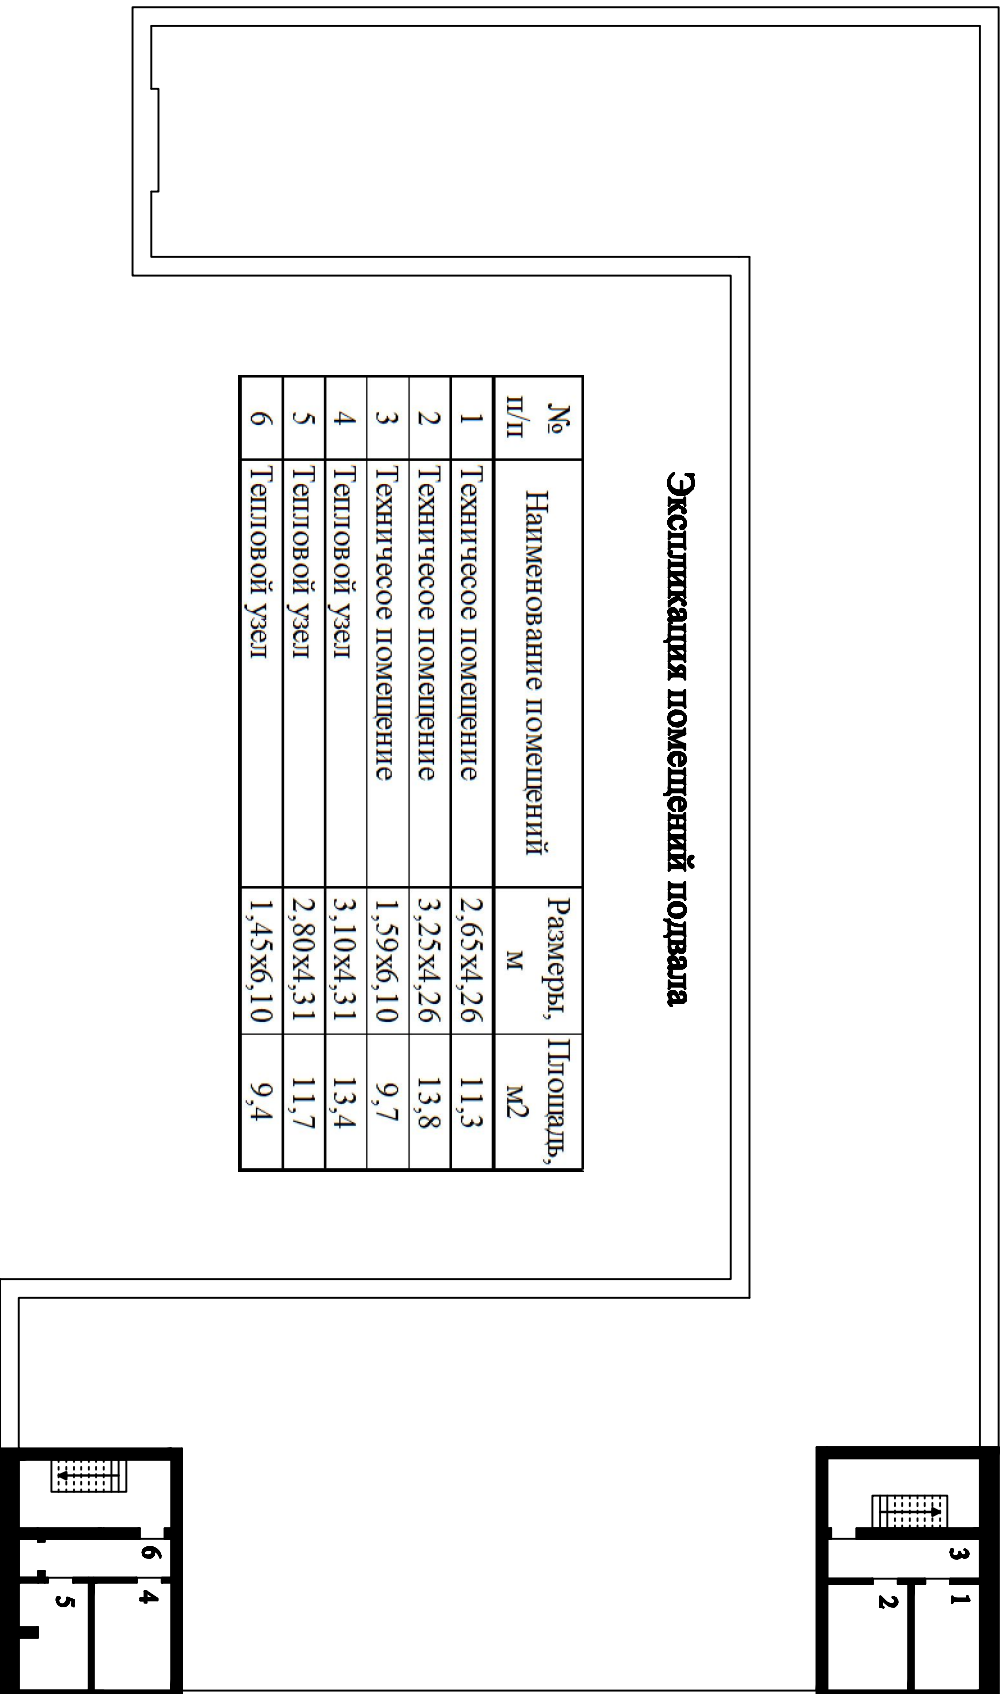 Экспликация помещений подвала
№ п/п Наименование помещений Размеры, м Площадь, м2
1 Техничесое помещение 2,65х4,26 11,3
2 Техничесое помещение 3,25х4,26 13,8
3 Техничесое помещение 1,59х6,10 9,7
4 Тепловой узел 3,10х4,31 13,4
5 Тепловой узел 2,80х4,31 11,7
6 Тепловой узел 1,45х6,10 9,4
3
1
2
6
4
5